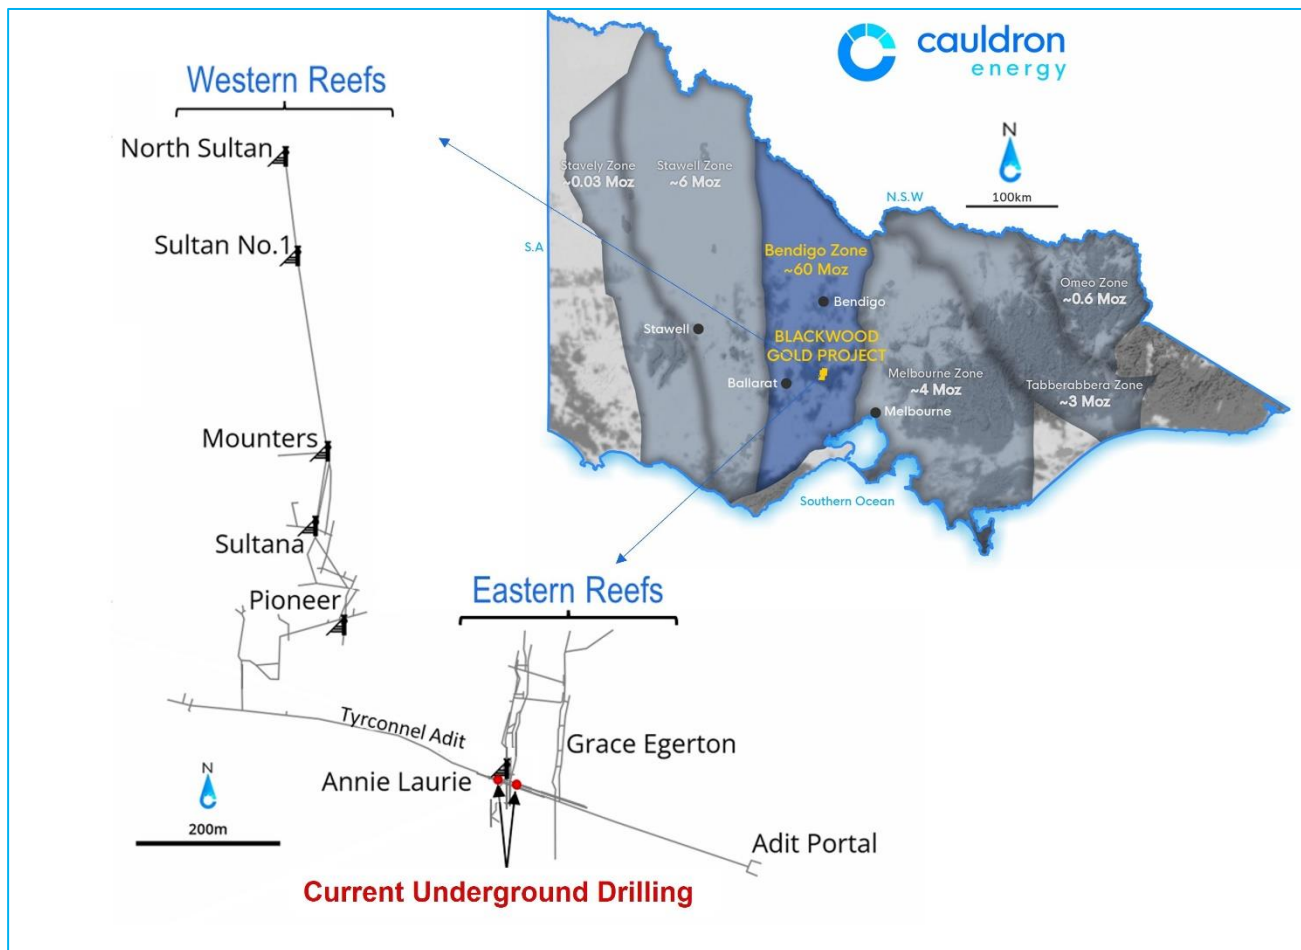 cauldron
energy
Western Reefs
North Sultan
Sultan No.1
Mounters
Sultana
Pioneer
Stavely Zone
~0.03 Moz
Stawell Zone
~6 Moz
N
100km
N.S.W
S.A
Bendigo Zone
~60 Moz
Bendigo
Omeo Zone
~0.6 Moz
Stawell
BLACKWOOD
GOLD PROJECT
Ballarat
Melbourne Zone
~4 Moz
Tabberabbera Zone
~3 Moz
Melbourne
Southern Ocean
Eastern Reefs
Tyrconnel Adit
Grace Egerton
Annie Laurie
N
200m
Adit Portal
Current Underground Drilling